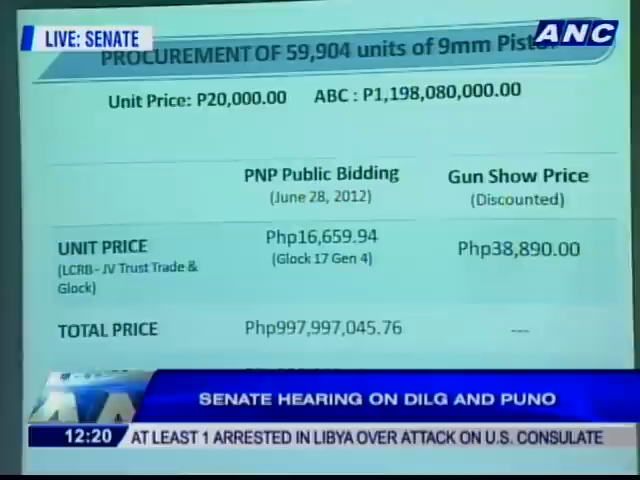 LIVE: SENATE
ANC
PROCUREMENT OF 59,904 units of 9mm
Unit Price: P20,000.00 ABC : P1,198,080,000.00
PNP Public Bidding Gun Show Price
(June 28, 2012) (Discounted)
UNIT PRICE Php16,659.94 Php38,890.00
(LCRB - JV Trust Trade & (Glock 17 Gen 4)
Glock)
TOTAL PRICE Php997,997,045.76 ---
SENATE HEARING ON DILG AND PUNO
12:20 AT LEAST 1 ARRESTED IN LIBYA OVER ATTACK ON U.S. CONSULATE